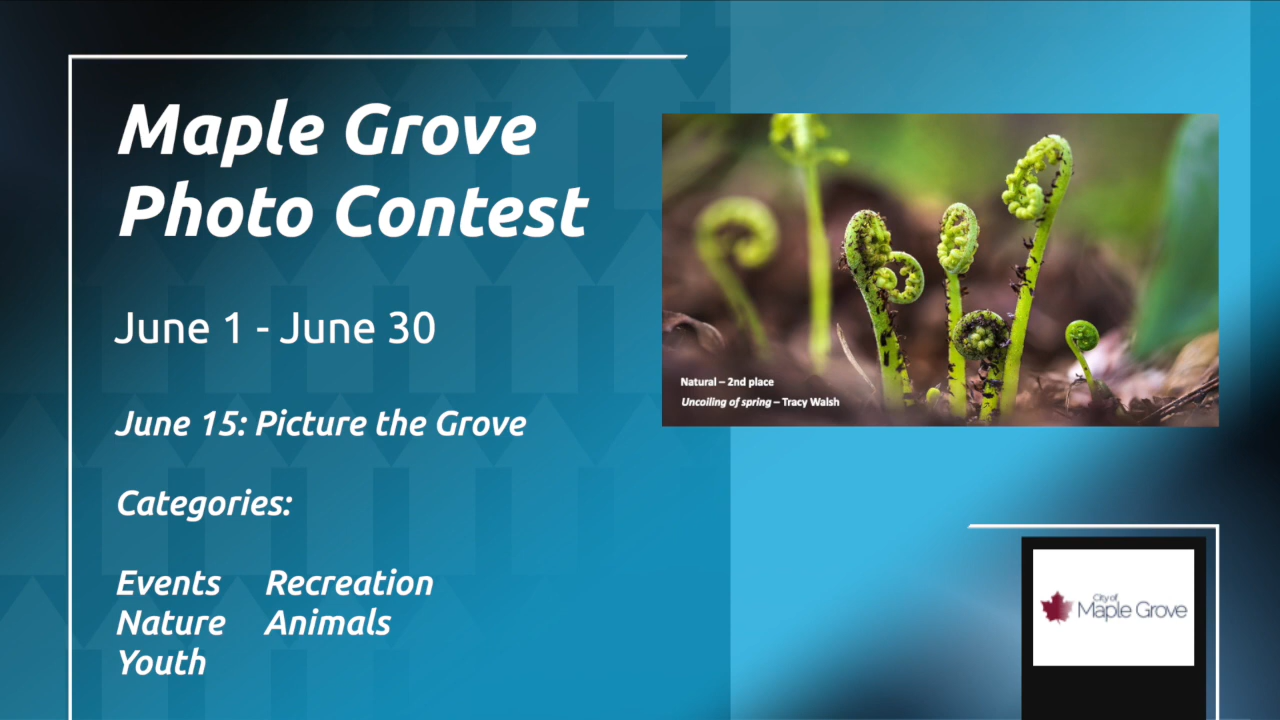 Maple Grove
Photo Contest
June 1 - June 30
June 15: Picture the Grove
Categories:
Events Recreation
Nature Animals
Youth
Natural – 2nd place
Uncoiling of spring – Tracy Walsh
City of
Maple Grove